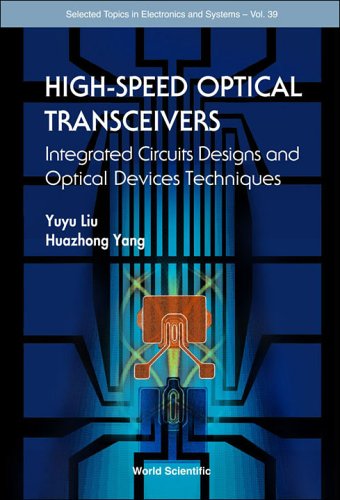 Selected Topics in Electronics and Systems – Vol. 39
HIGH-SPEED OPTICAL
TRANSCEIVERS
Integrated Circuits Designs and
Optical Devices Techniques
Yuyu Liu
Huazhong Yang
World Scientific